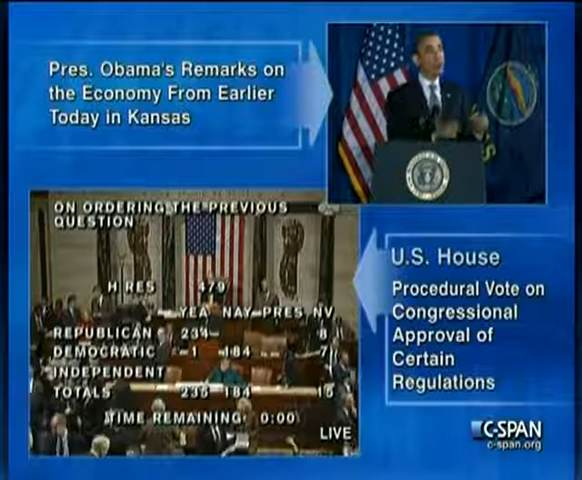 Pres. Obama's Remarks on
the Economy From Earlier
Today in Kansas
ON ORDERING THE PREVIOUS
QUESTION
H RES 479
YEA NAY PRES NV
REPUBLICAN 234 8
DEMOCRATIC 1 184 7
INDEPENDENT
TOTALS 235 184 15
TIME REMAINING 0:00
LIVE
U.S. House
Procedural Vote on
Congressional
Approval of
Certain
Regulations
C-SPAN
c-span.org